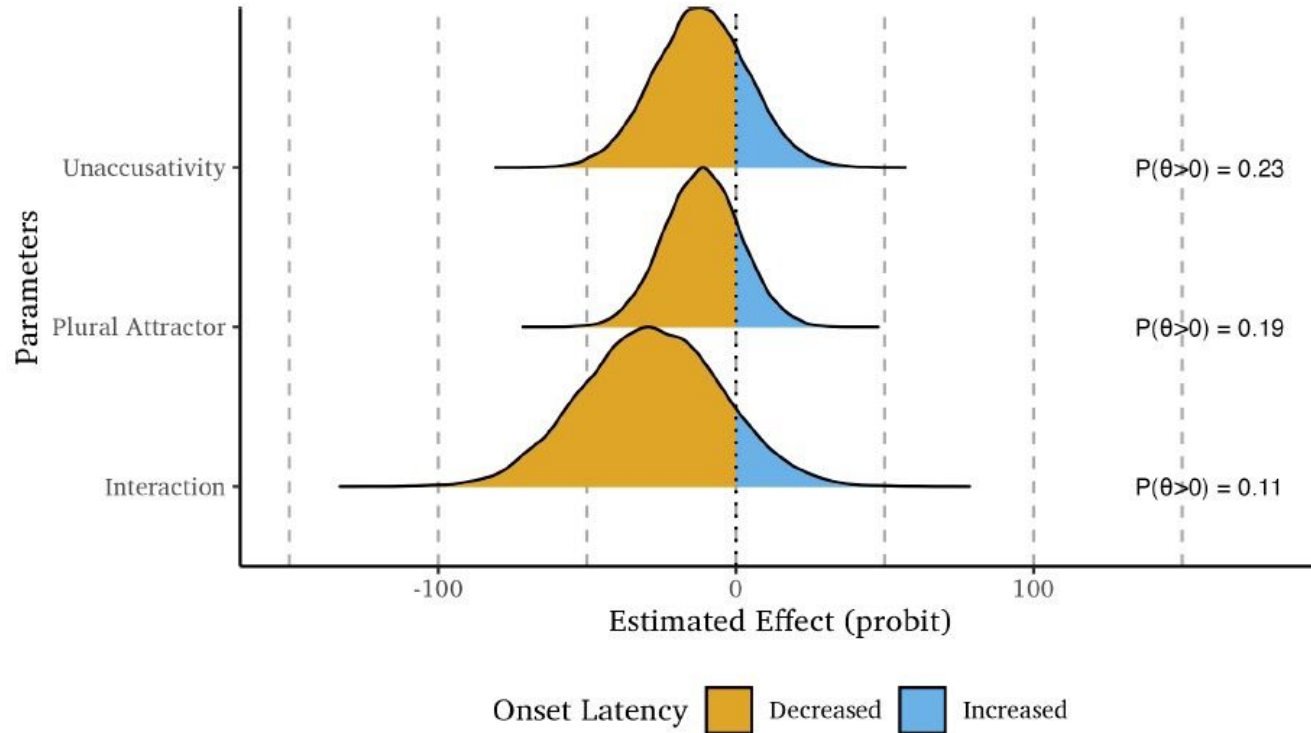 Parameters
Unaccusativity
P(θ>0) = 0.23
Plural Attractor
P(θ>0) = 0.19
Interaction
P(θ>0) = 0.11
-100 0 100
Estimated Effect (probit)
Onset Latency Decreased Increased